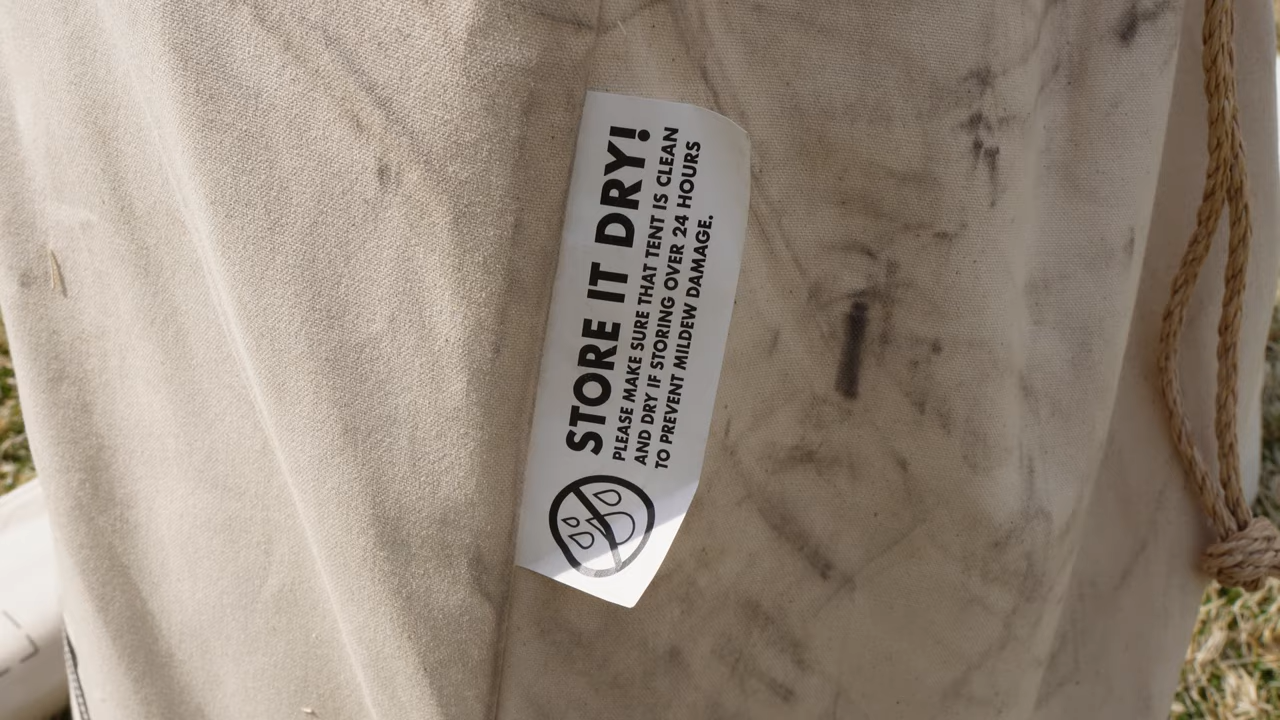 STORE IT DRY!
PLEASE MAKE SURE THAT TENT IS CLEAN
AND DRY IF STORING OVER 24 HOURS
TO PREVENT MILDEW DAMAGE.